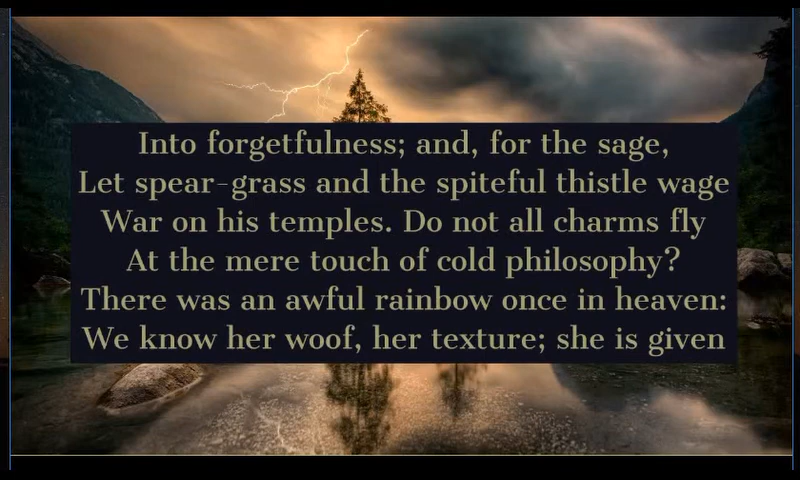 Into forgetfulness; and, for the sage,
Let spear-grass and the spiteful thistle wage
War on his temples. Do not all charms fly
At the mere touch of cold philosophy?
There was an awful rainbow once in heaven:
We know her woof, her texture; she is given